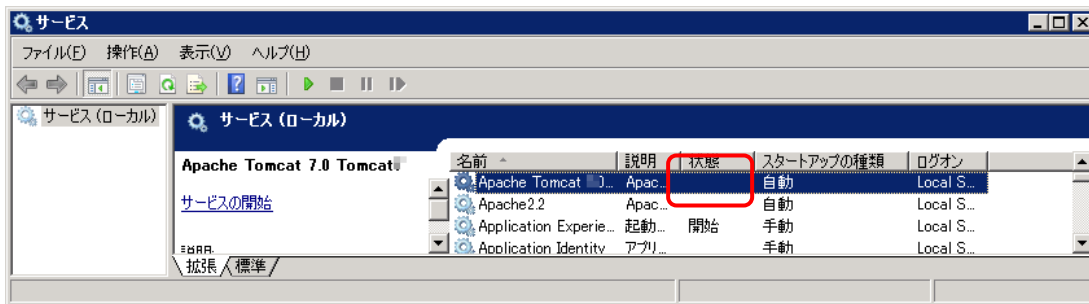 サービス
ファイル(F) 操作(A) 表示(V) ヘルプ(H)
サービス (ローカル)
サービス (ローカル)
Apache Tomcat 7.0 Tomcat
サービスの開始
説明
名前 説明 状態 スタートアップの種類 ログオン
Apache Tomcat Apac... 自動 Local S...
Apache2.2 Apac... 自動 Local S...
Application Experie... 起動... 開始 手動 Local S...
Application Identity アプリ... 手動 Local S...
拡張 標準